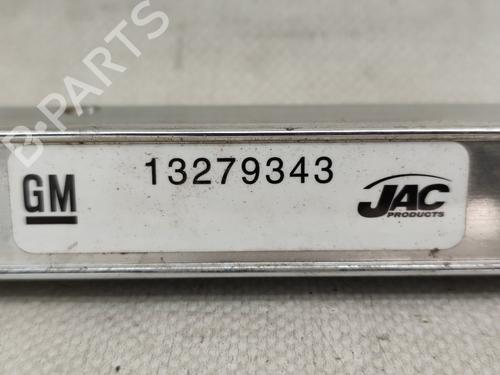 B-PARTS
GM
13279343
JAC
PRODUCTS